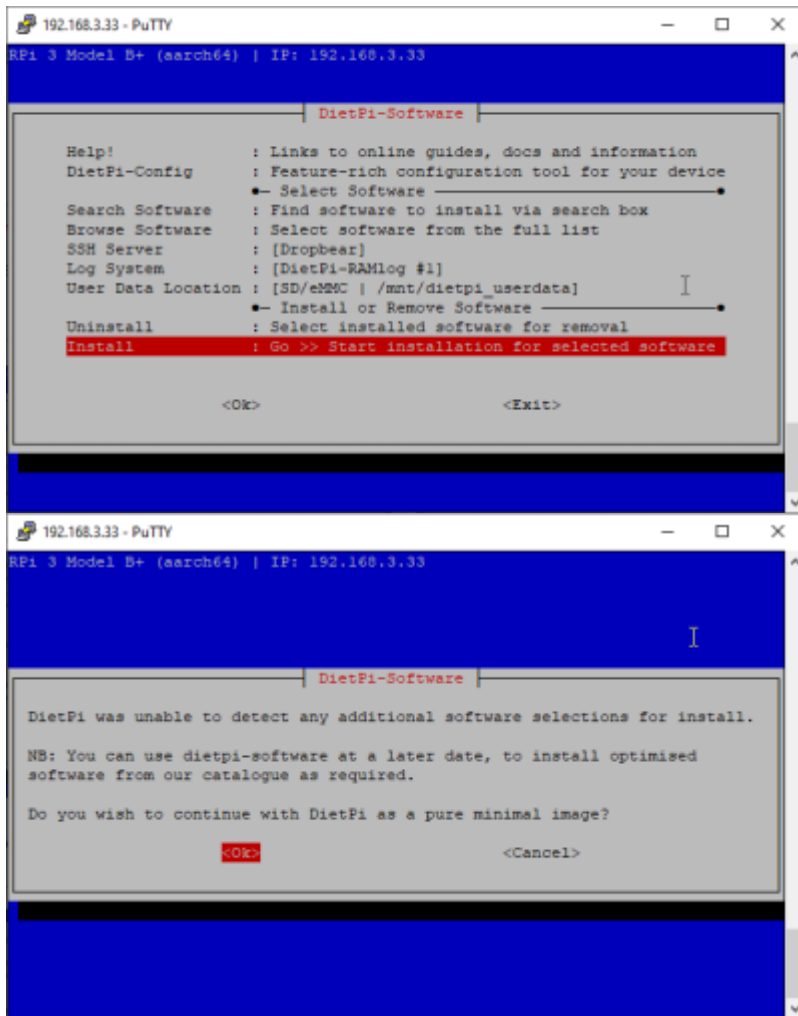 192.168.3.33 - PuTTY
RPi 3 Model B+ (aarch64) | IP: 192.168.3.33
DietPi-Software
Help! : Links to online guides, docs and information
DietPi-Config : Feature-rich configuration tool for your device
●─ Select Software ─●
Search Software : Find software to install via search box
Browse Software : Select software from the full list
SSH Server : [Dropbear]
Log System : [DietPi-RAMlog #1]
User Data Location : [SD/eMMC | /mnt/dietpi_userdata]
●─ Install or Remove Software ─●
Uninstall : Select installed software for removal
Install : Go >> Start installation for selected software
<Ok> <Exit>
192.168.3.33 - PuTTY
RPi 3 Model B+ (aarch64) | IP: 192.168.3.33
DietPi-Software
DietPi was unable to detect any additional software selections for install.
NB: You can use dietpi-software at a later date, to install optimised
software from our catalogue as required.
Do you wish to continue with DietPi as a pure minimal image?
<Ok> <Cancel>